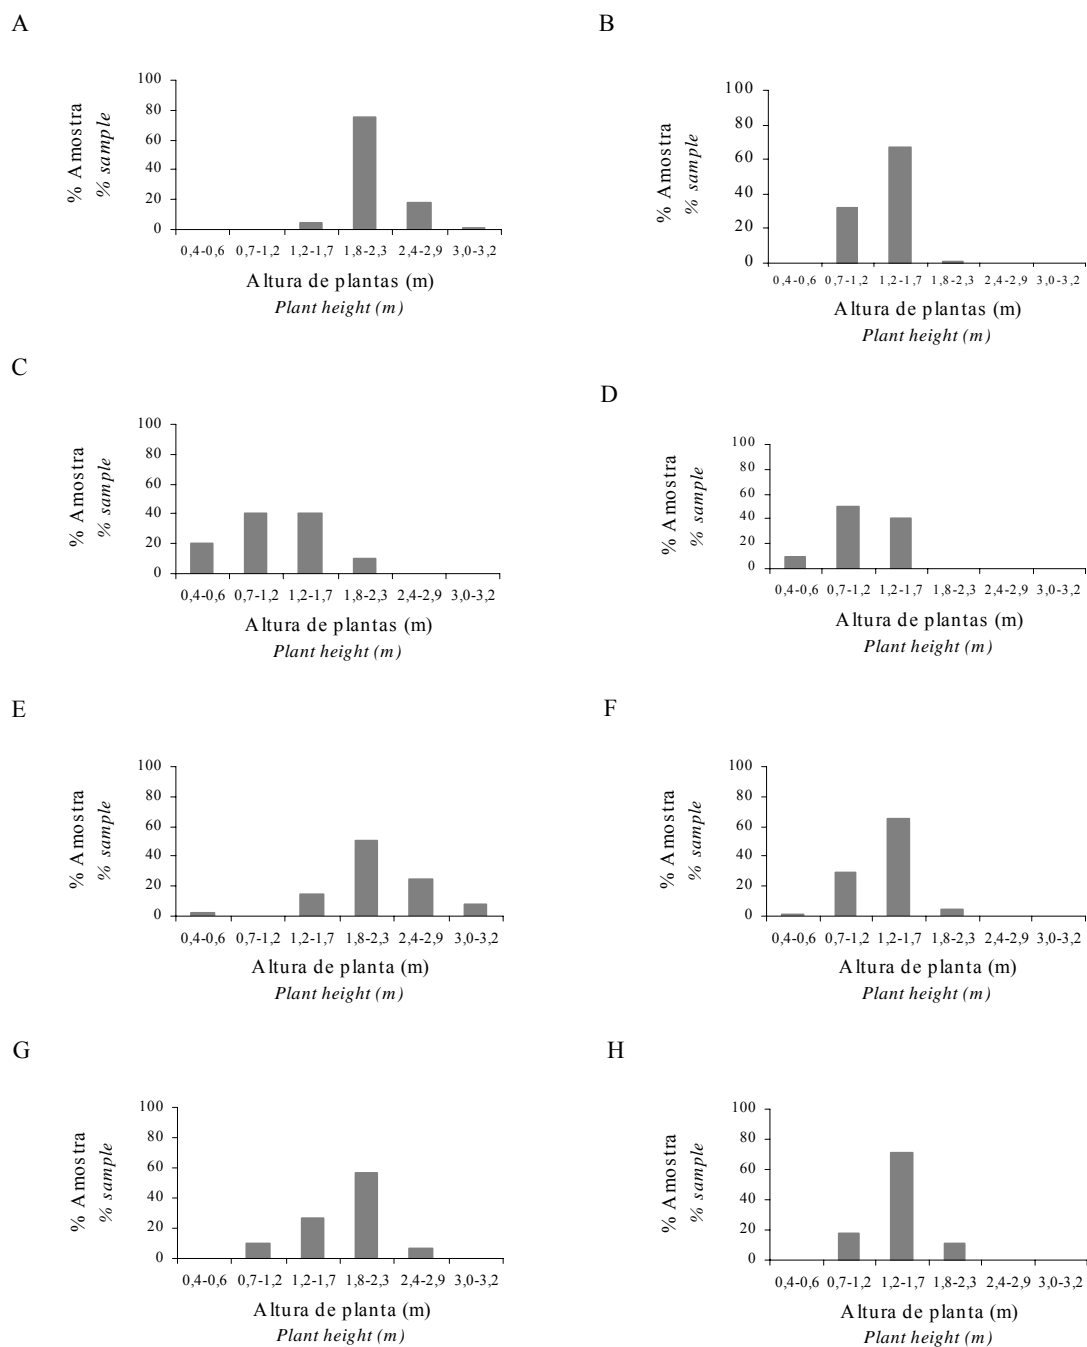 A
% Amostra
% sample
100
80
60
40
20
0
0,4-0,6 0,7-1,2 1,2-1,7 1,8-2,3 2,4-2,9 3,0-3,2
Altura de plantas (m)
Plant height (m)
B
% Amostra
% sample
100
80
60
40
20
0
0,4-0,6 0,7-1,2 1,2-1,7 1,8-2,3 2,4-2,9 3,0-3,2
Altura de plantas (m)
Plant height (m)
C
% Amostra
% sample
100
80
60
40
20
0
0,4-0,6 0,7-1,2 1,2-1,7 1,8-2,3 2,4-2,9 3,0-3,2
Altura de plantas (m)
Plant height (m)
D
% Amostra
% sample
100
80
60
40
20
0
0,4-0,6 0,7-1,2 1,2-1,7 1,8-2,3 2,4-2,9 3,0-3,2
Altura de plantas (m)
Plant height (m)
E
% Amostra
% sample
100
80
60
40
20
0
0,4-0,6 0,7-1,2 1,2-1,7 1,8-2,3 2,4-2,9 3,0-3,2
Altura de planta (m)
Plant height (m)
F
% Amostra
% sample
100
80
60
40
20
0
0,4-0,6 0,7-1,2 1,2-1,7 1,8-2,3 2,4-2,9 3,0-3,2
Altura de planta (m)
Plant height (m)
G
% Amostra
% sample
100
80
60
40
20
0
0,4-0,6 0,7-1,2 1,2-1,7 1,8-2,3 2,4-2,9 3,0-3,2
Altura de planta (m)
Plant height (m)
H
% Amostra
% sample
100
80
60
40
20
0
0,4-0,6 0,7-1,2 1,2-1,7 1,8-2,3 2,4-2,9 3,0-3,2
Altura de planta (m)
Plant height (m)